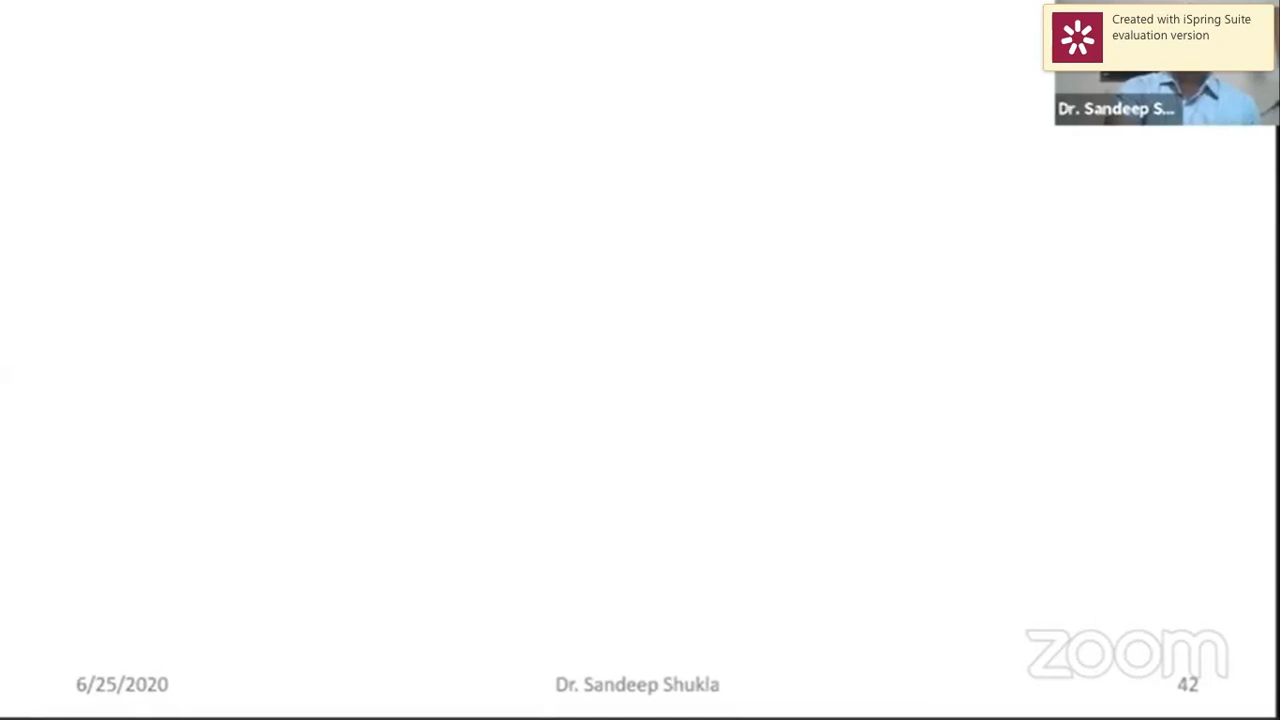 Created with iSpring Suite
evaluation version
Dr. Sandeep S...
zoom
6/25/2020
Dr. Sandeep Shukla
42